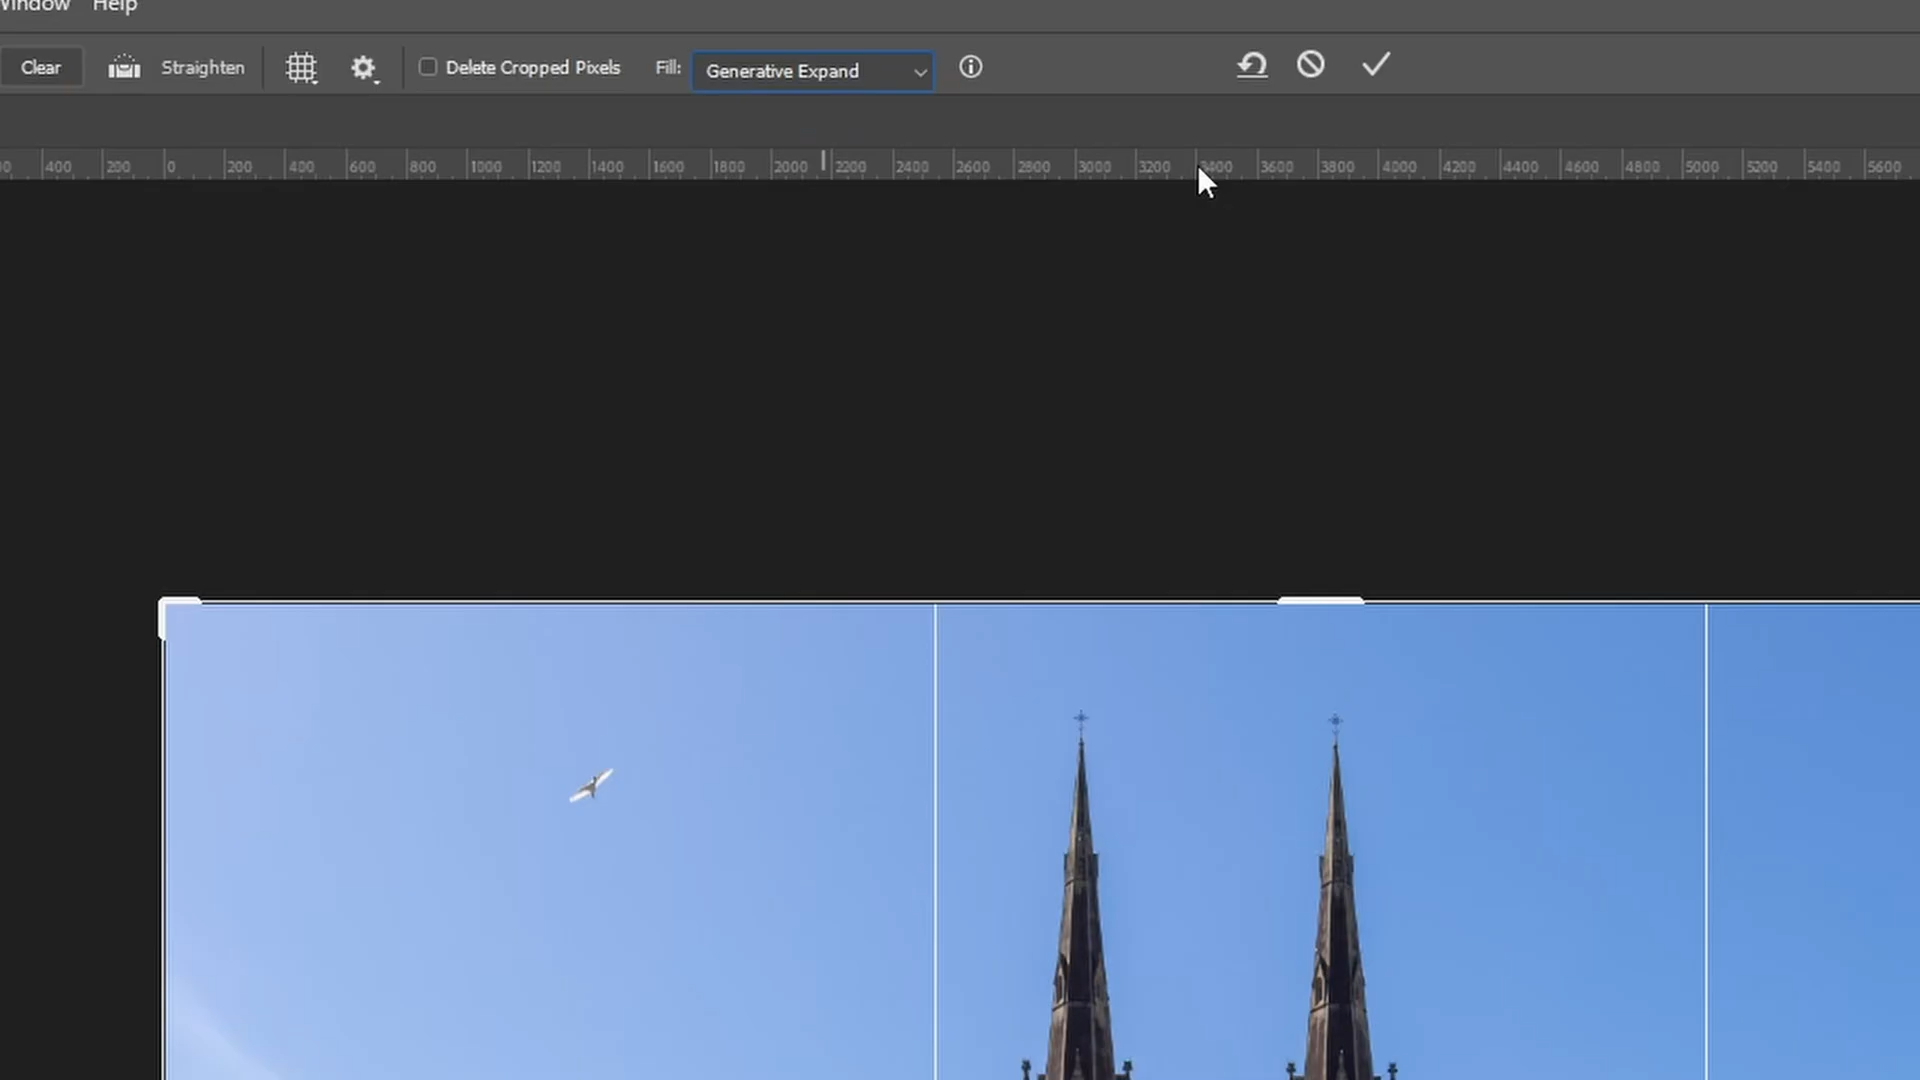 Window Help
Clear Straighten Delete Cropped Pixels Fill: Generative Expand
400 200 0 200 400 600 800 1000 1200 1400 1600 1800 2000 2200 2400 2600 2800 3000 3200 3400 3600 3800 4000 4200 4400 4600 4800 5000 5200 5400 5600